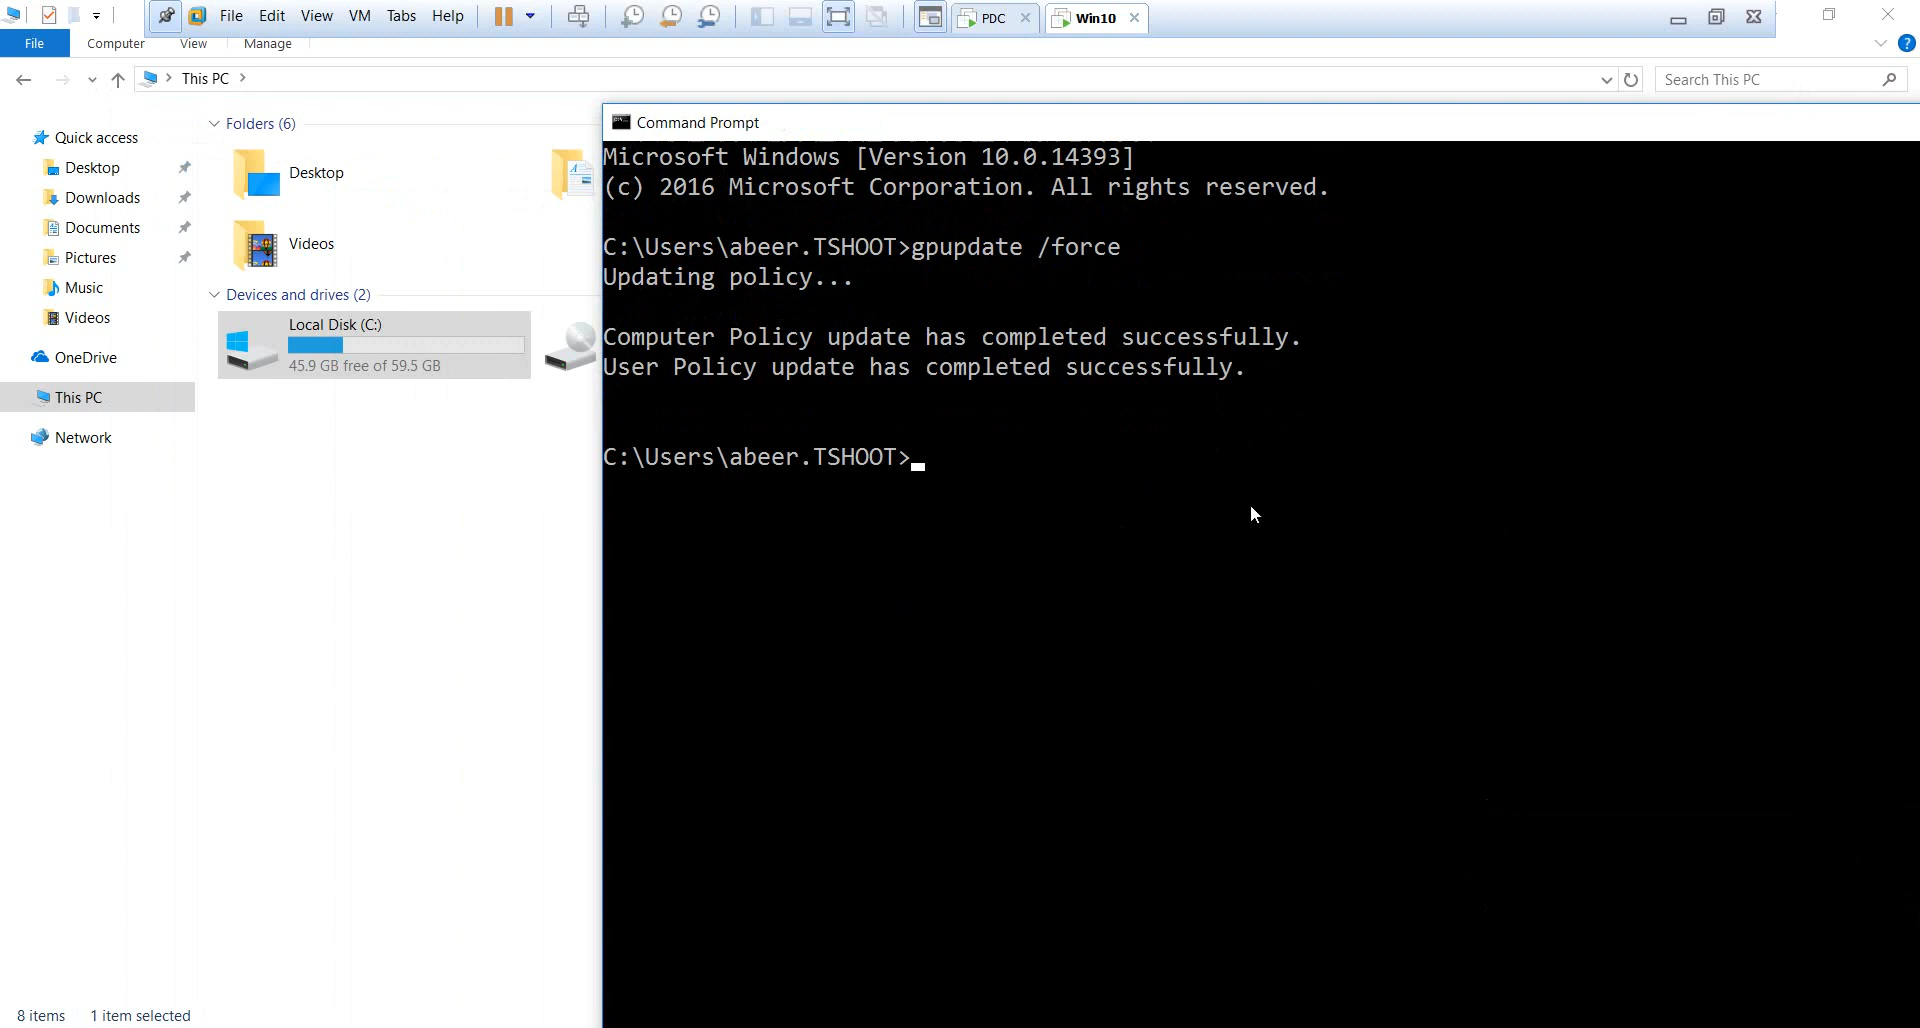 File Edit View VM Tabs Help PDC Win10
File Computer View Manage
This PC Search This PC
Quick access
Desktop
Downloads
Documents
Pictures
Music
Videos
OneDrive
This PC
Network
Folders (6)
Desktop
Videos
Devices and drives (2)
Local Disk (C:)
45.9 GB free of 59.5 GB
Command Prompt
Microsoft Windows [Version 10.0.14393]
(c) 2016 Microsoft Corporation. All rights reserved.
C:\Users\abeer.TSHOOT>gpupdate /force
Updating policy...
Computer Policy update has completed successfully.
User Policy update has completed successfully.
C:\Users\abeer.TSHOOT>
8 items 1 item selected